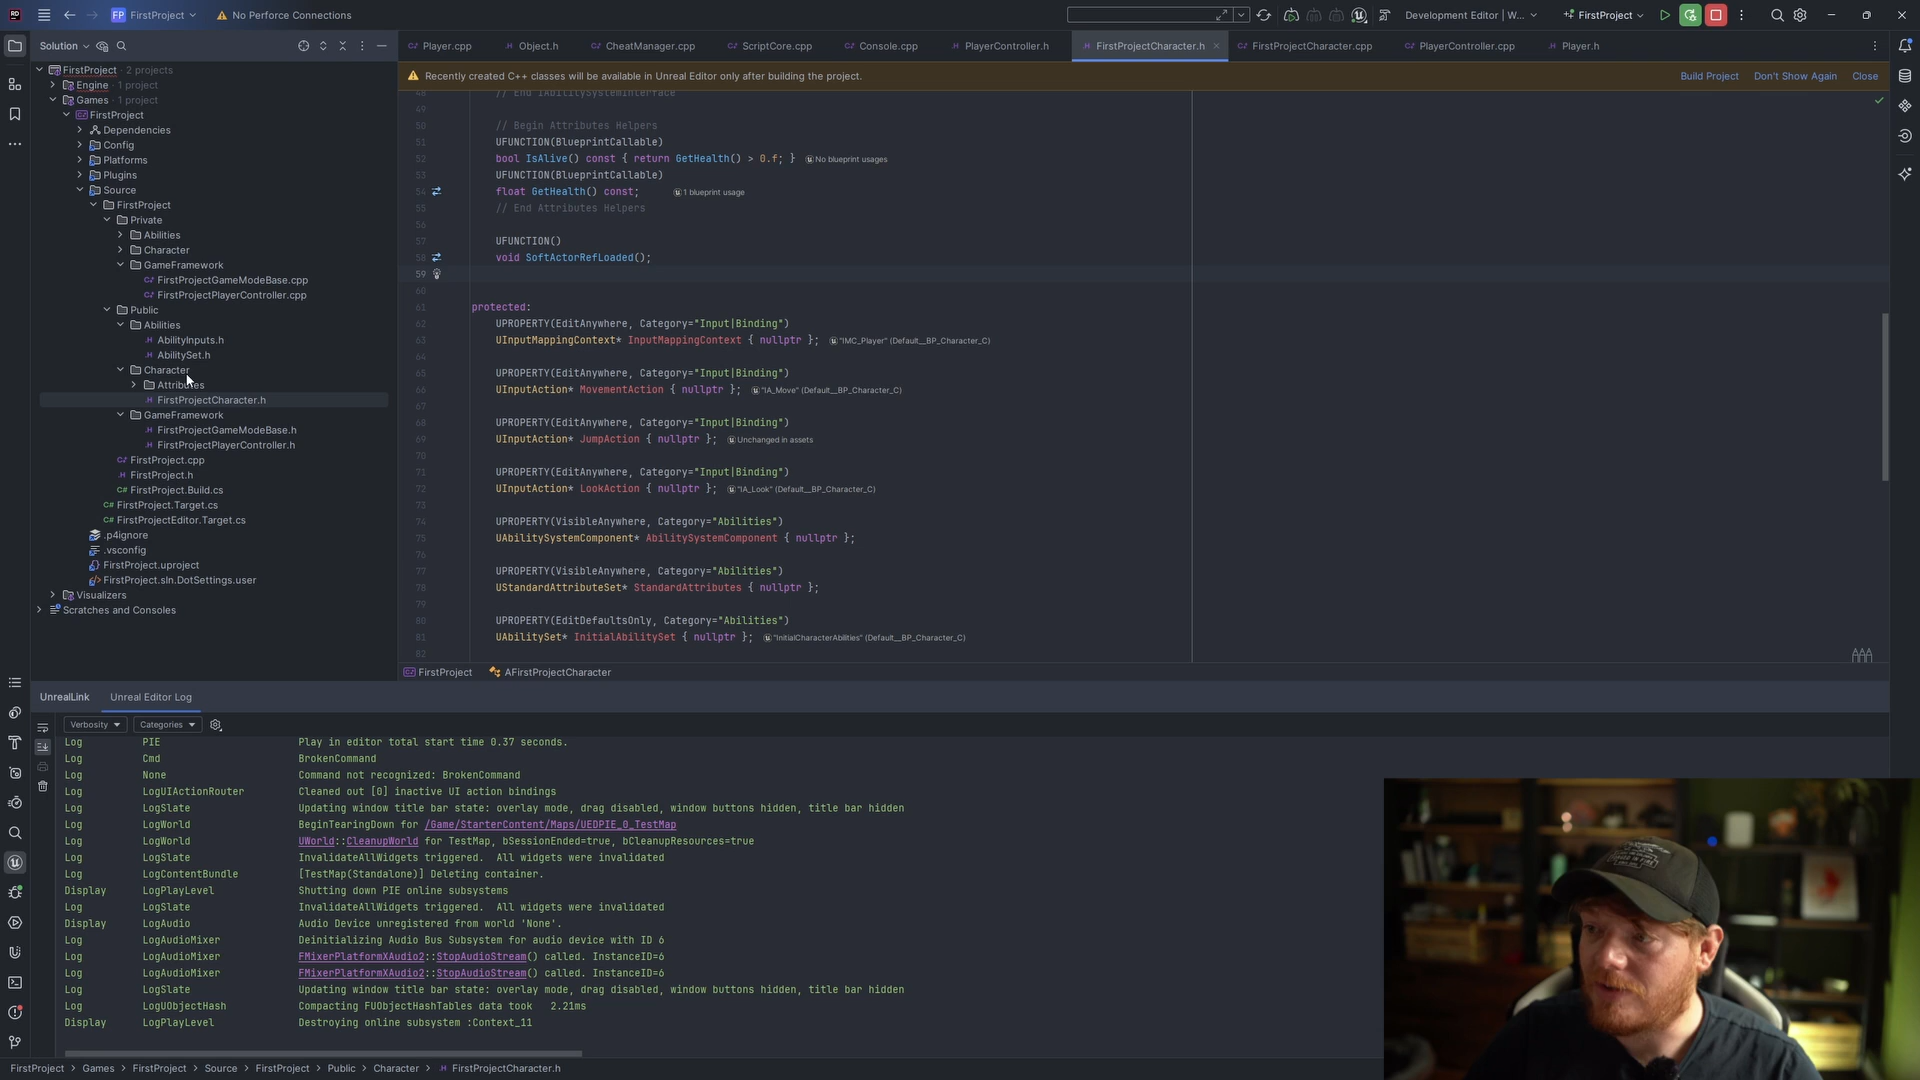 FP FirstProject
No Perforce Connections
Development Editor | W...
FirstProject
Solution
Player.cpp
Object.h
CheatManager.cpp
ScriptCore.cpp
Console.cpp
PlayerController.h
FirstProjectCharacter.h
FirstProjectCharacter.cpp
PlayerController.cpp
Player.h
Recently created C++ classes will be available in Unreal Editor only after building the project.
Build Project
Don't Show Again
Close
FirstProject · 2 projects
Engine · 1 project
Games · 1 project
FirstProject
Dependencies
Config
Platforms
Plugins
Source
FirstProject
Private
Abilities
Character
GameFramework
FirstProjectGameModeBase.cpp
FirstProjectPlayerController.cpp
Public
Abilities
AbilityInputs.h
AbilitySet.h
Character
Attributes
FirstProjectCharacter.h
GameFramework
FirstProjectGameModeBase.h
FirstProjectPlayerController.h
FirstProject.cpp
FirstProject.h
FirstProject.Build.cs
FirstProject.Target.cs
FirstProjectEditor.Target.cs
.p4ignore
.vsconfig
FirstProject.uproject
FirstProject.sln.DotSettings.user
Visualizers
Scratches and Consoles
48 // End IAbilitySystemInterface
49
50 // Begin Attributes Helpers
51 UFUNCTION(BlueprintCallable)
52 bool IsAlive() const { return GetHealth() > 0.f; } No blueprint usages
53 UFUNCTION(BlueprintCallable)
54 float GetHealth() const; 1 blueprint usage
55 // End Attributes Helpers
56
57 UFUNCTION()
58 void SoftActorRefLoaded();
59
60
61 protected:
62 UPROPERTY(EditAnywhere, Category="Input|Binding")
63 UInputMappingContext* InputMappingContext { nullptr }; "IMC_Player" (Default__BP_Character_C)
64
65 UPROPERTY(EditAnywhere, Category="Input|Binding")
66 UInputAction* MovementAction { nullptr }; "IA_Move" (Default__BP_Character_C)
67
68 UPROPERTY(EditAnywhere, Category="Input|Binding")
69 UInputAction* JumpAction { nullptr }; Unchanged in assets
70
71 UPROPERTY(EditAnywhere, Category="Input|Binding")
72 UInputAction* LookAction { nullptr }; "IA_Look" (Default__BP_Character_C)
73
74 UPROPERTY(VisibleAnywhere, Category="Abilities")
75 UAbilitySystemComponent* AbilitySystemComponent { nullptr };
76
77 UPROPERTY(VisibleAnywhere, Category="Abilities")
78 UStandardAttributeSet* StandardAttributes { nullptr };
79
80 UPROPERTY(EditDefaultsOnly, Category="Abilities")
81 UAbilitySet* InitialAbilitySet { nullptr }; "InitialCharacterAbilities" (Default__BP_Character_C)
82
FirstProject
AFirstProjectCharacter
UnrealLink
Unreal Editor Log
Verbosity
Categories
Log PIE Play in editor total start time 0.37 seconds.
Log Cmd BrokenCommand
Log None Command not recognized: BrokenCommand
Log LogUIActionRouter Cleaned out [0] inactive UI action bindings
Log LogSlate Updating window title bar state: overlay mode, drag disabled, window buttons hidden, title bar hidden
Log LogWorld BeginTearingDown for /Game/StarterContent/Maps/UEDPIE_0_TestMap
Log LogWorld UWorld::CleanupWorld for TestMap, bSessionEnded=true, bCleanupResources=true
Log LogSlate InvalidateAllWidgets triggered. All widgets were invalidated
Log LogContentBundle [TestMap(Standalone)] Deleting container.
Display LogPlayLevel Shutting down PIE online subsystems
Log LogSlate InvalidateAllWidgets triggered. All widgets were invalidated
Display LogAudio Audio Device unregistered from world 'None'.
Log LogAudioMixer Deinitializing Audio Bus Subsystem for audio device with ID 6
Log LogAudioMixer FMixerPlatformXAudio2::StopAudioStream() called. InstanceID=6
Log LogAudioMixer FMixerPlatformXAudio2::StopAudioStream() called. InstanceID=6
Log LogSlate Updating window title bar state: overlay mode, drag disabled, window buttons hidden, title bar hidden
Log LogUObjectHash Compacting FUObjectHashTables data took 2.21ms
Display LogPlayLevel Destroying online subsystem :Context_11
FirstProject > Games > FirstProject > Source > FirstProject > Public > Character > FirstProjectCharacter.h